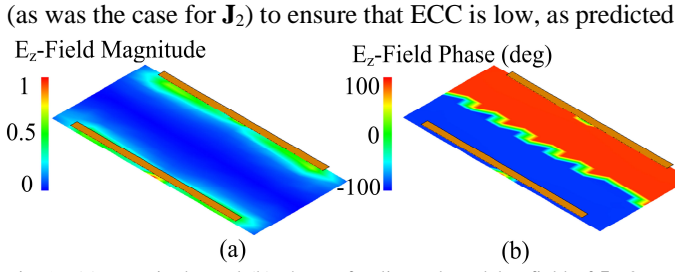 (as was the case for J2) to ensure that ECC is low, as predicted
Ez-Field Magnitude
Ez-Field Phase (deg)
1
0.5
0
100
0
-100
(a)
(b)